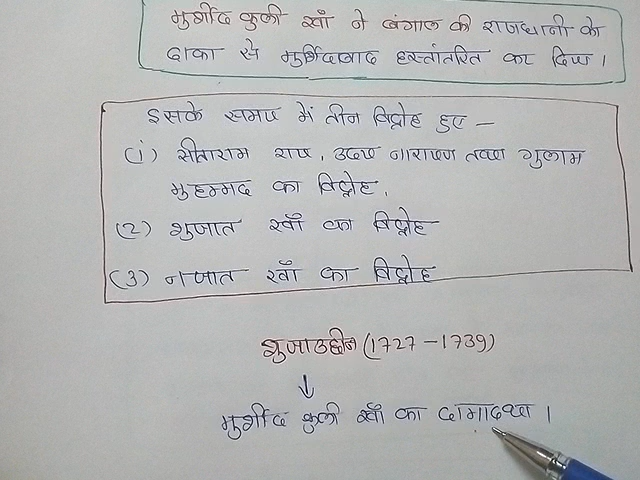 मुर्शीद कुली खाँ ने बंगाल की राजधानी को
ढाका से मुर्शिदाबाद हस्तांतरित कर दिया।
इसके समय में तीन विद्रोह हुए —
(1) सीताराम राय, उदय नारायण तथा गुलाम
मुहम्मद का विद्रोह,
(2) शुजात खाँ का विद्रोह
(3) नजात खाँ का विद्रोह
शुजाउद्दीन (1727 - 1739)
↓
मुर्शीद कुली खाँ का दामाद था।